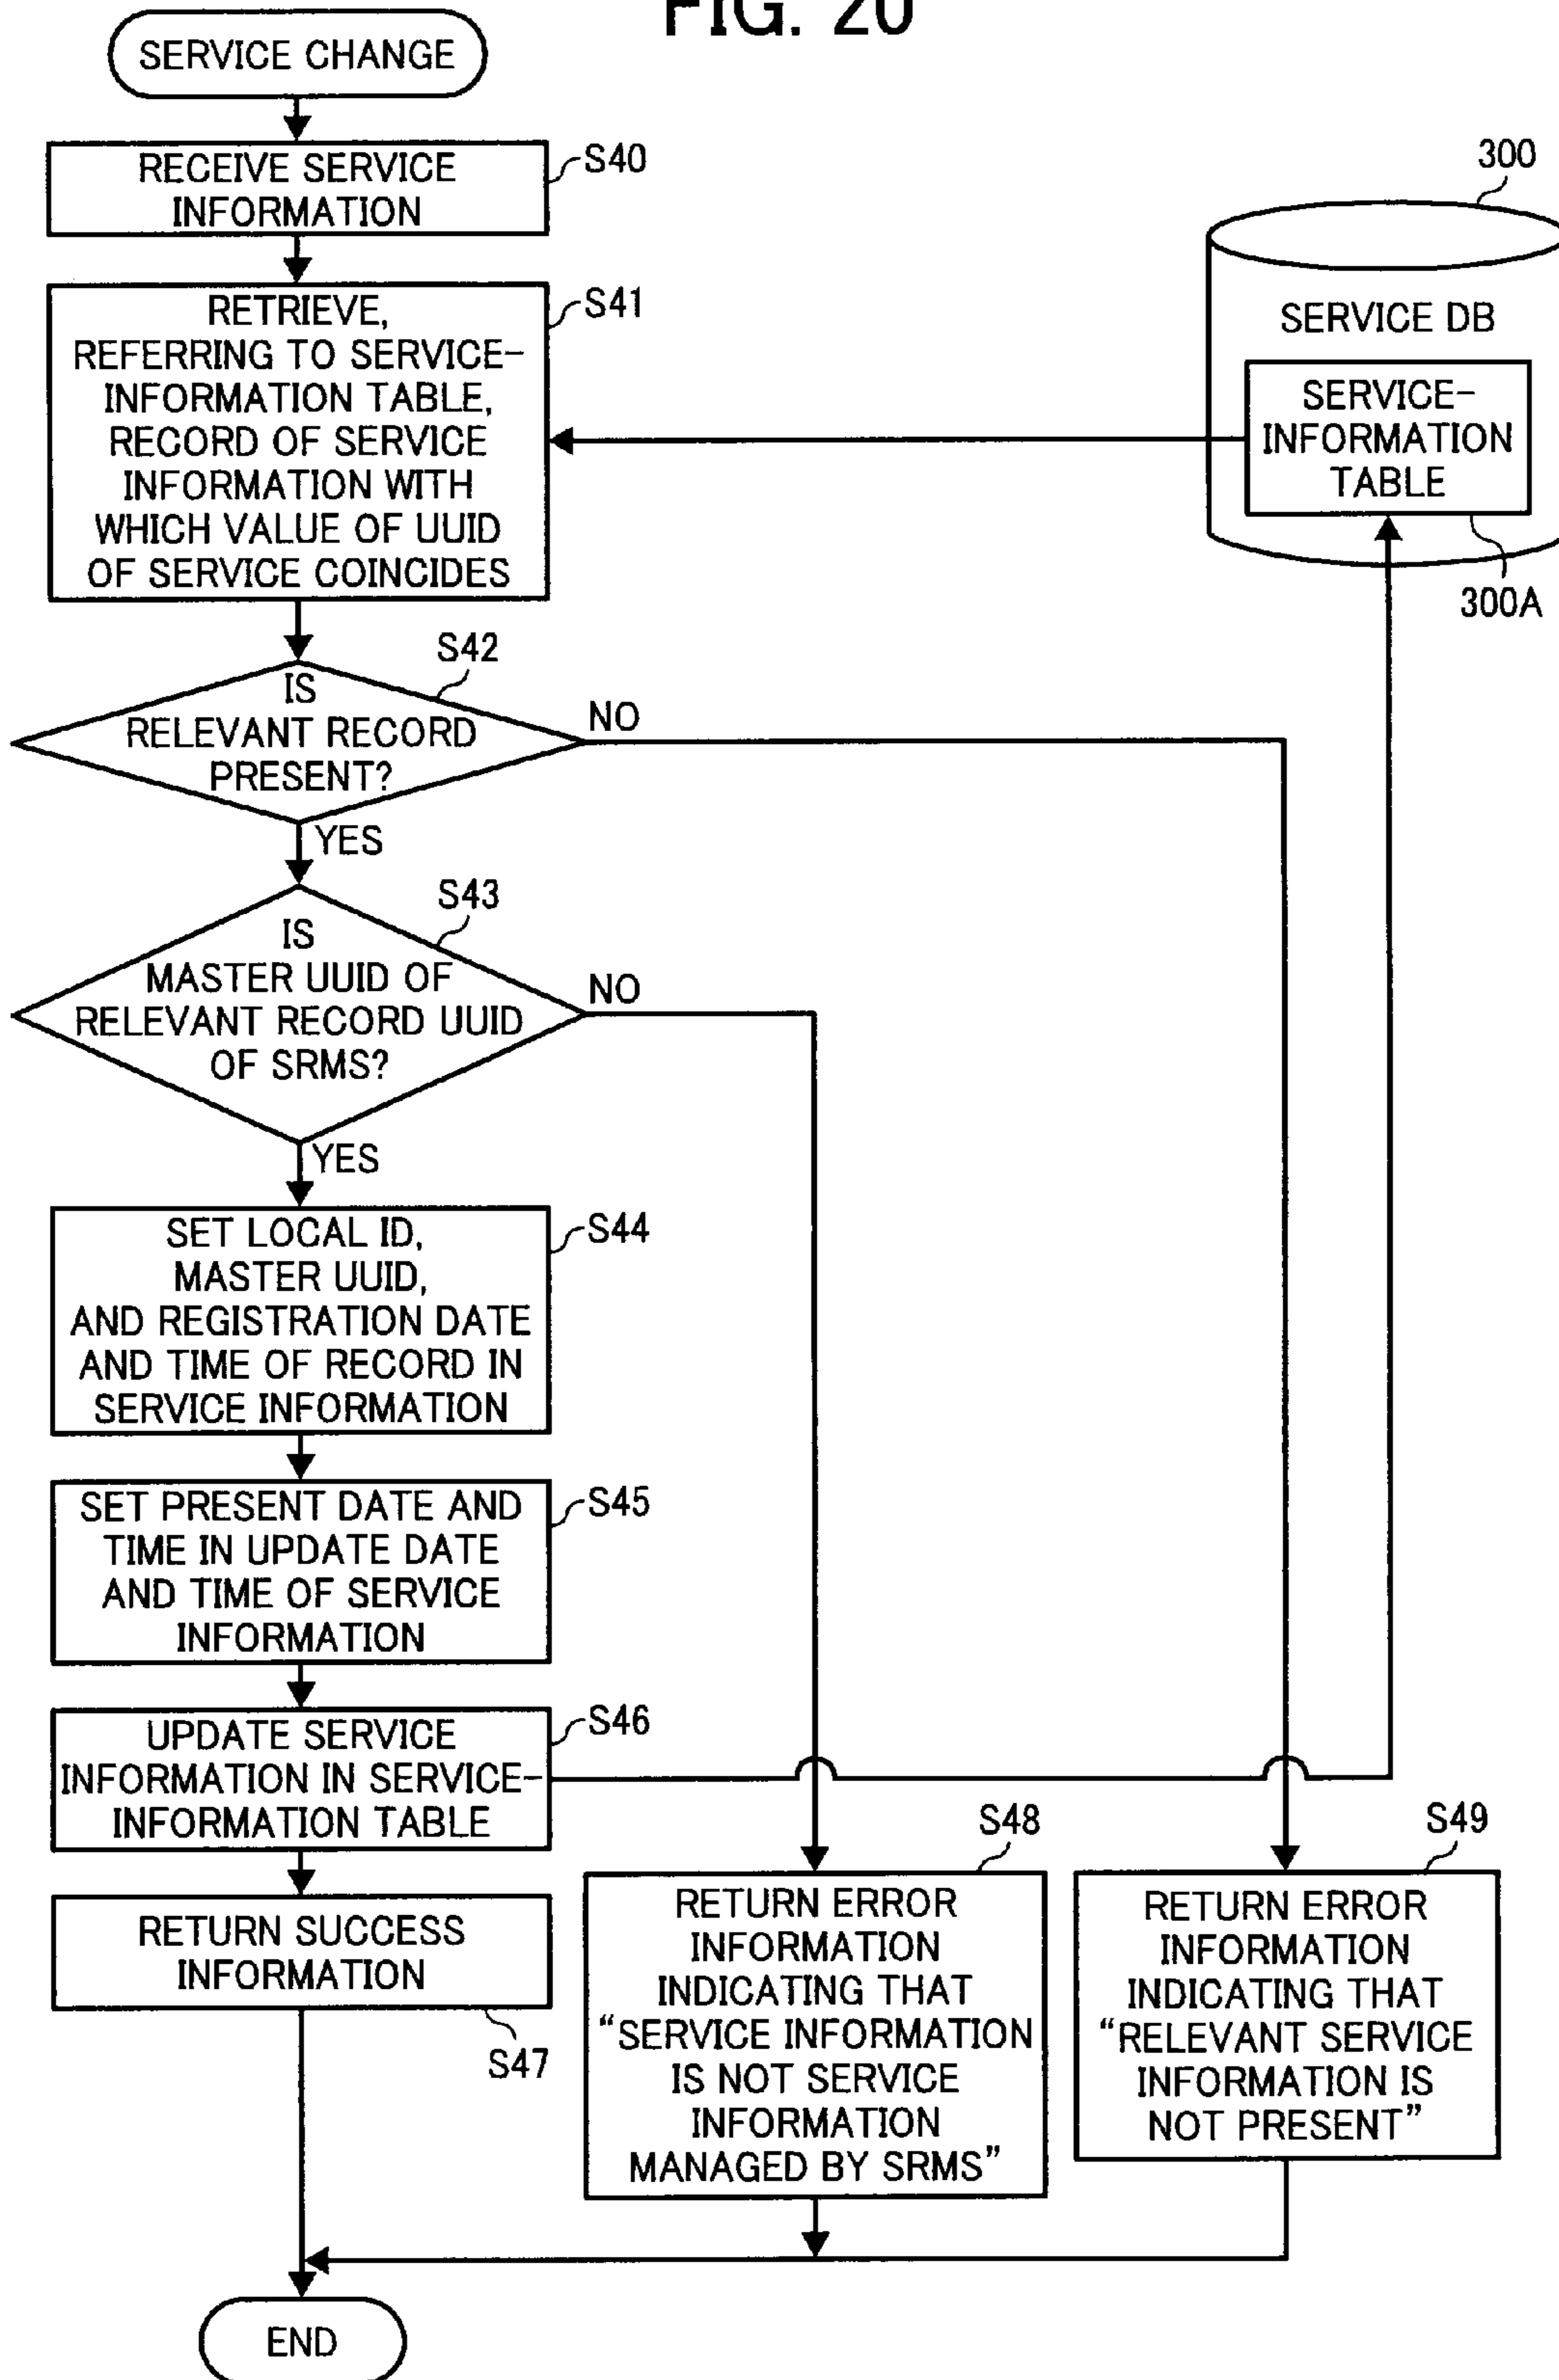 FIG. 20
SERVICE CHANGE
RECEIVE SERVICE
INFORMATION
S40
RETRIEVE,
REFERRING TO SERVICE-
INFORMATION TABLE,
RECORD OF SERVICE
INFORMATION WITH
WHICH VALUE OF UUID
OF SERVICE COINCIDES
S41
300
SERVICE DB
SERVICE-
INFORMATION
TABLE
300A
S42
IS
RELEVANT RECORD
PRESENT?
NO
YES
S43
IS
MASTER UUID OF
RELEVANT RECORD UUID
OF SRMS?
NO
YES
SET LOCAL ID,
MASTER UUID,
AND REGISTRATION DATE
AND TIME OF RECORD IN
SERVICE INFORMATION
S44
SET PRESENT DATE AND
TIME IN UPDATE DATE
AND TIME OF SERVICE
INFORMATION
S45
UPDATE SERVICE
INFORMATION IN SERVICE-
INFORMATION TABLE
S46
RETURN SUCCESS
INFORMATION
S47
S48
RETURN ERROR
INFORMATION
INDICATING THAT
“SERVICE INFORMATION
IS NOT SERVICE
INFORMATION
MANAGED BY SRMS”
S49
RETURN ERROR
INFORMATION
INDICATING THAT
“RELEVANT SERVICE
INFORMATION IS
NOT PRESENT”
END